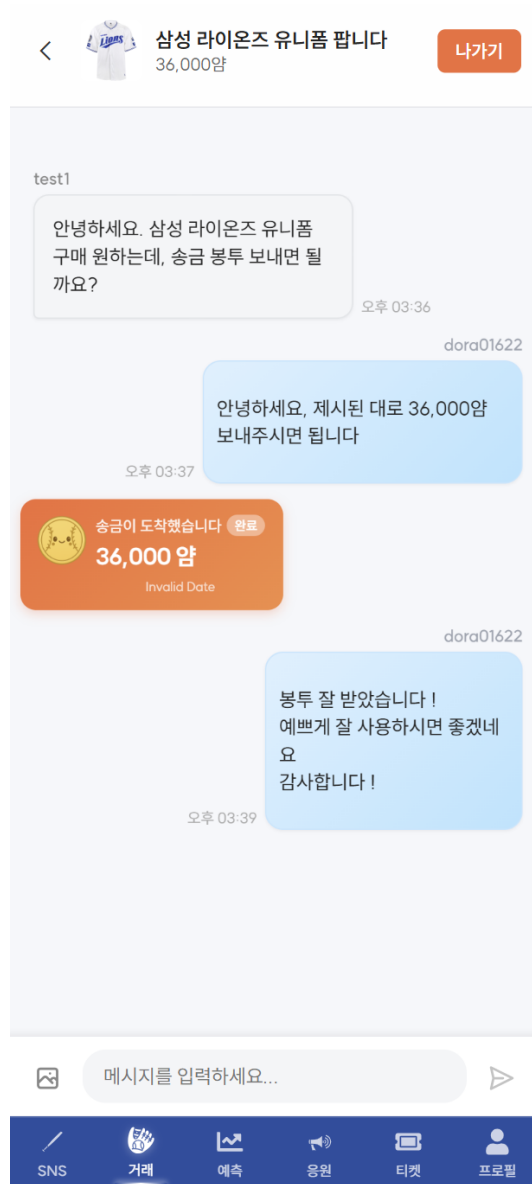 Lions
삼성 라이온즈 유니폼 팝니다
36,000얌
나가기
test1
안녕하세요. 삼성 라이온즈 유니폼
구매 원하는데, 송금 봉투 보내면 될
까요?
오후 03:36
dora01622
안녕하세요, 제시된 대로 36,000얌
보내주시면 됩니다
오후 03:37
송금이 도착했습니다 완료
36,000 얌
Invalid Date
dora01622
봉투 잘 받았습니다 !
예쁘게 잘 사용하시면 좋겠네
요
감사합니다 !
오후 03:39
메시지를 입력하세요...
SNS
거래
예측
응원
티켓
프로필